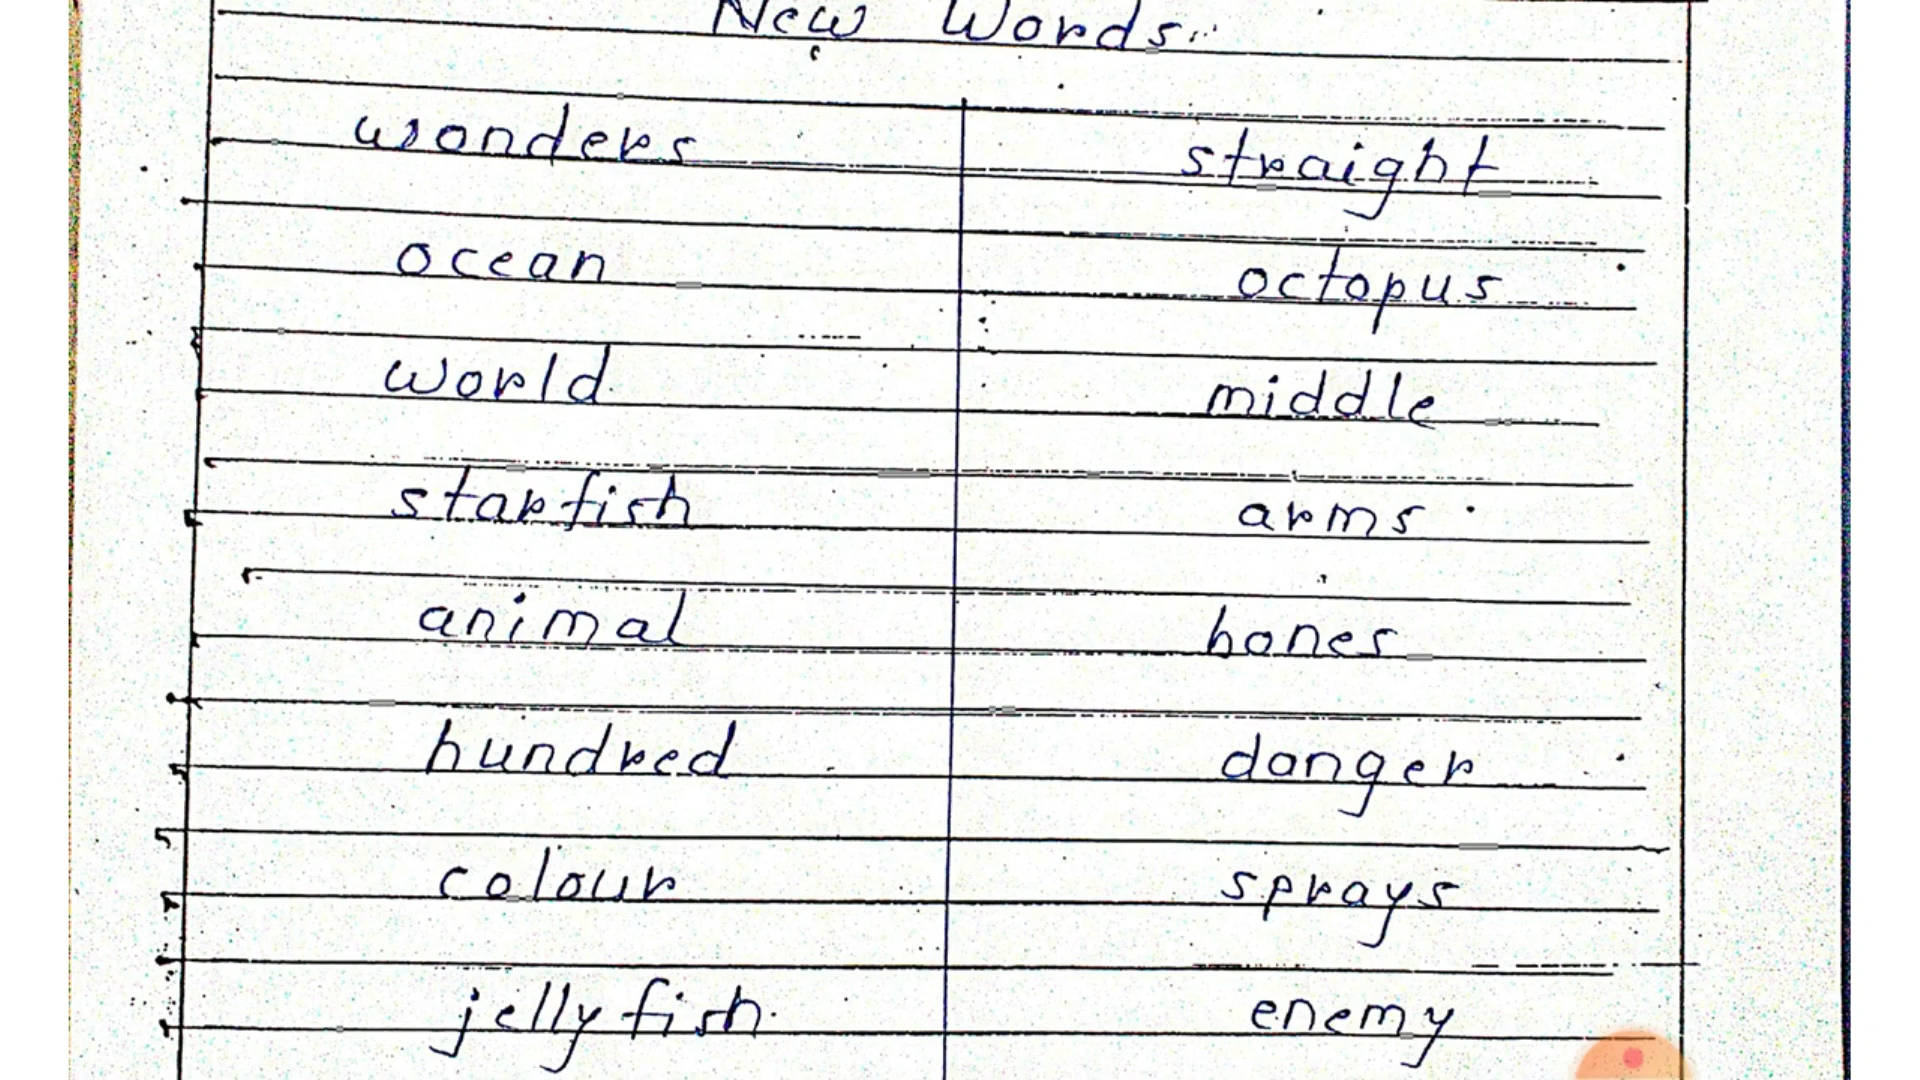 New Words
wonders straight
ocean octopus
world middle
starfish arms
animal bones
hundred danger
colour sprays
jellyfish enemy